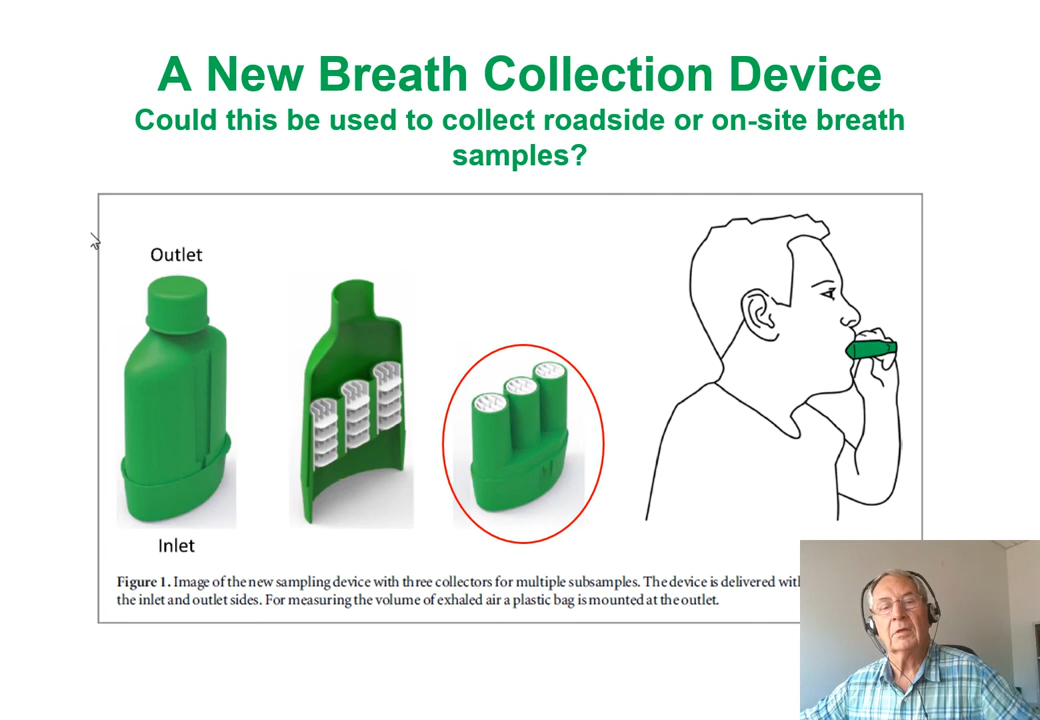 A New Breath Collection Device
Could this be used to collect roadside or on-site breath
samples?
Outlet
Inlet
Figure 1. Image of the new sampling device with three collectors for multiple subsamples. The device is delivered
the inlet and outlet sides. For measuring the volume of exhaled air a plastic bag is mounted at the outlet.